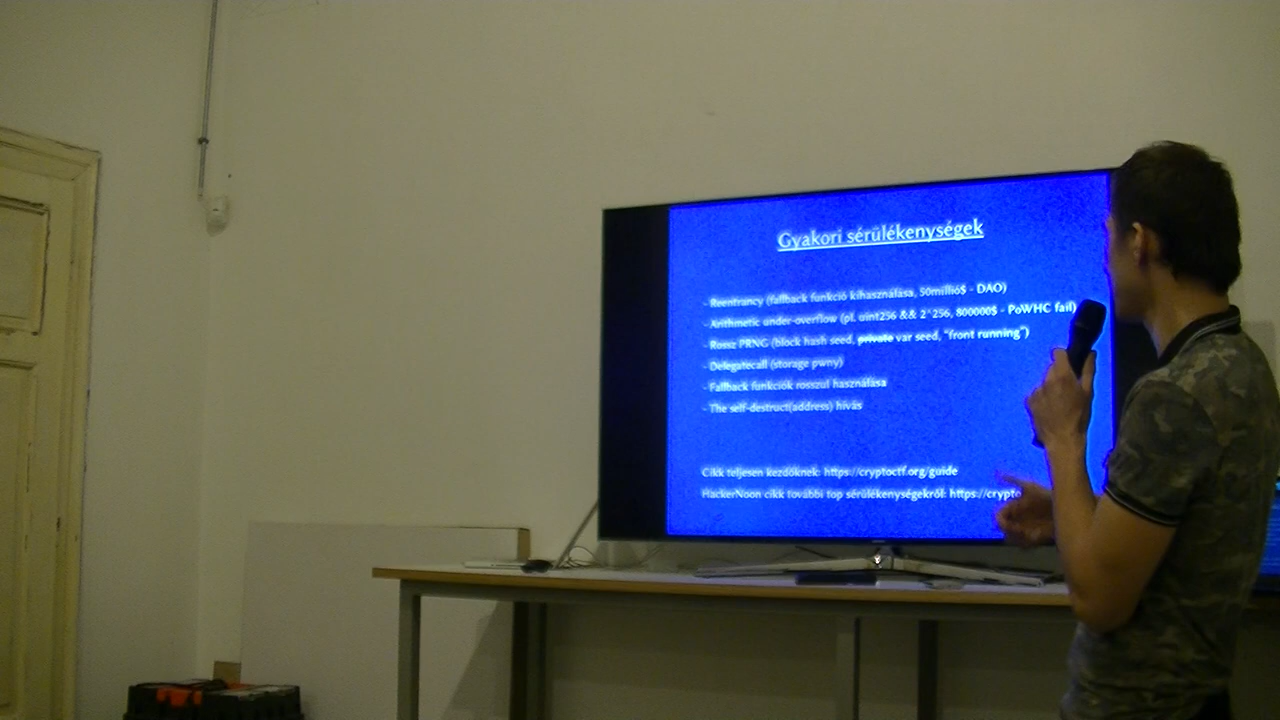 Gyakori sérülékenységek
- Reentrancy (fallback funkció kihasználása, 50millió$ - DAO)
- Arithmetic under-overflow (pl. uint256 && 2^256, 800000$ - PoWHC fail)
- Rossz PRNG (block hash seed, private var seed, "front running")
- Delegatecall (storage pwny)
- Fallback funkciók rosszul használása
- The self-destruct(address) hívás
Cikk teljesen kezdőknek: https://cryptoctf.org/guide
HackerNoon cikk további top sérülékenységekről: https://crypto